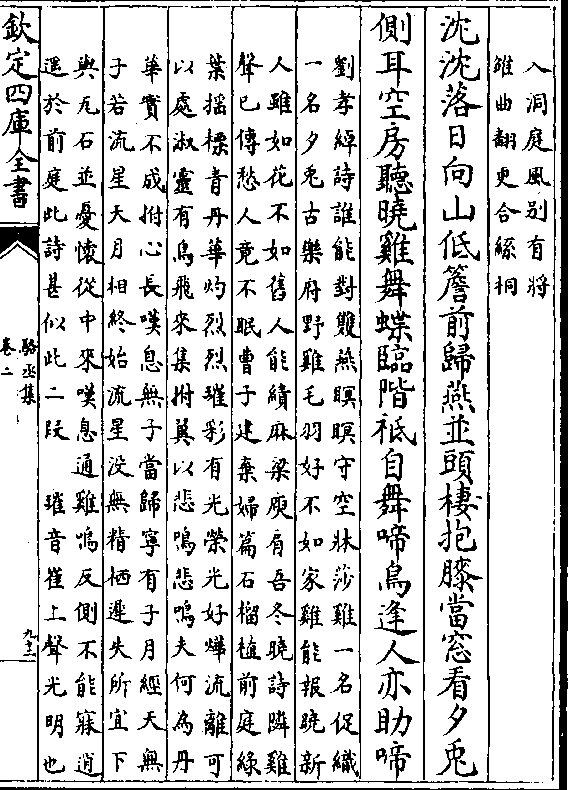 入洞庭風别有將
雉曲翻更合絲桐
沈沈落日向山低簷前歸燕並頭棲抱膝當窓看夕兎
側耳空房聽曉雞舞蝶臨階祗自舞啼鳥逢人亦助啼
劉孝綽詩誰能對雙燕暝暝守空牀莎雞一名促織
一名夕兎古樂府野雞毛羽好不如家雞能報曉新
人雖如花不如舊人能績麻梁庾肩吾冬曉詩隣雞
聲已傳愁人竟不眠曹子建棄婦篇石榴植前庭綠
葉摇標青丹華灼烈烈璀彩有光榮光好爗流離可
以處淑靈有鳥飛來集拊翼以悲鳴悲鳴夫何為丹
華實不成拊心長嘆息無子當歸寧有子月經天無
子若流星天月相終始流星没無精栖遲失所宜下
與瓦石並憂懷從中來嘆息通雞鳴反側不能寐逍
遥於前庭此詩甚似此二叚 璀音崔上聲光明也
欽定四庫全書
駱丞集
卷二
九三